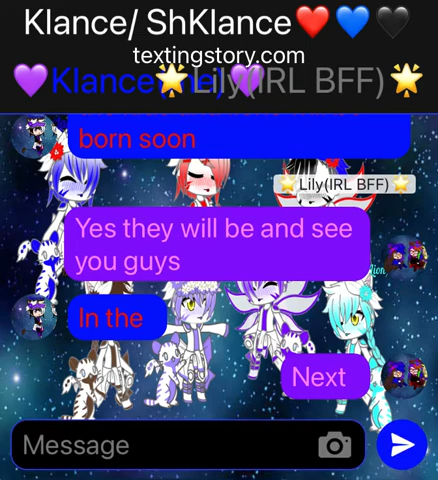 Klance/ ShKlance❤️💙🖤
textingstory.com
💜Klance(me)💜
🌟Lily(IRL BFF)🌟
born soon
🌟Lily(IRL BFF)🌟
Yes they will be and see
you guys
In the
Next
Message